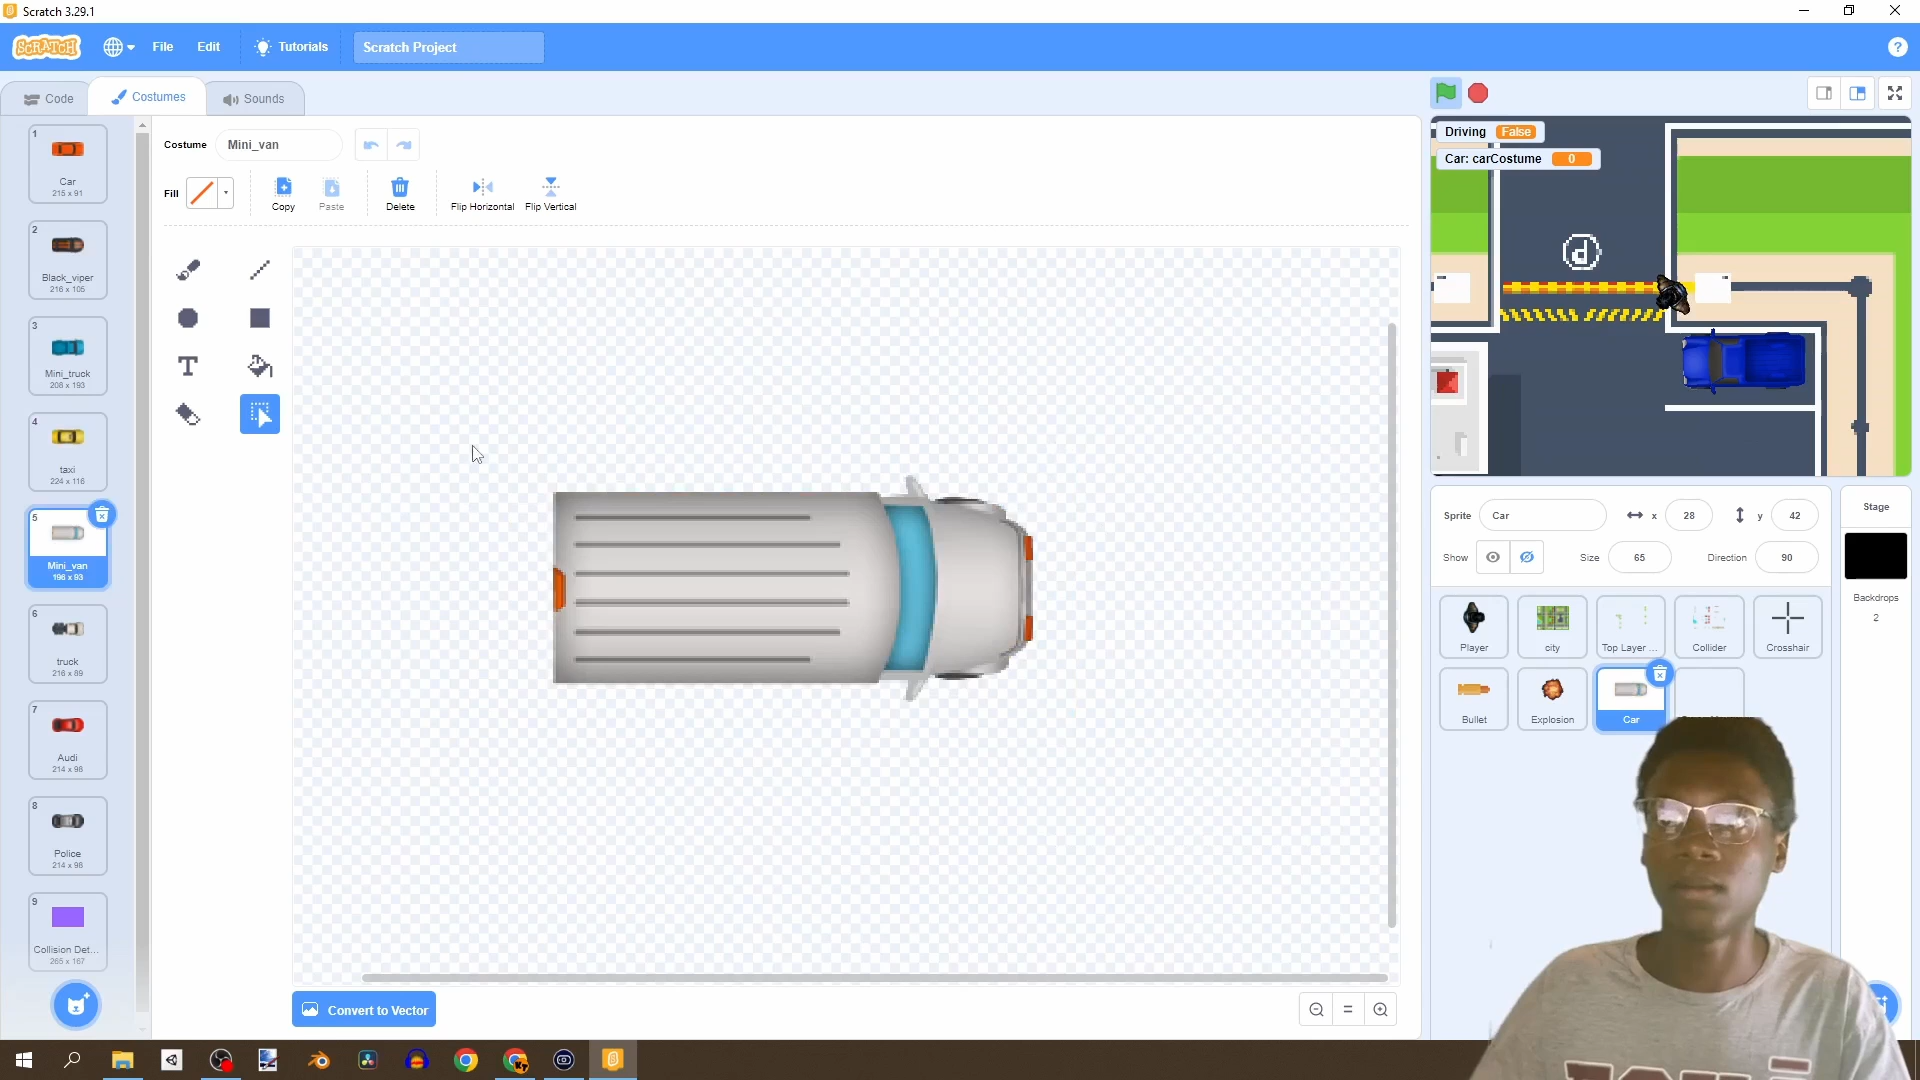 Scratch 3.29.1
SCRATCH
File
Edit
Tutorials
Scratch Project
?
Code
Costumes
Sounds
Costume
Mini_van
Fill
Copy
Paste
Delete
Flip Horizontal
Flip Vertical
1
Car
215 x 91
2
Black_viper
216 x 105
3
Mini_truck
208 x 193
4
taxi
224 x 116
5
Mini_van
196 x 93
6
truck
216 x 89
7
Audi
214 x 98
8
Police
214 x 98
9
Collision Det...
265 x 167
T
Convert to Vector
Driving False
Car: carCostume 0
Sprite
Car
x
28
y
42
Show
Size
65
Direction
90
Player
city
Top Layer ...
Collider
Crosshair
Bullet
Explosion
Car
Stage
Backdrops
2